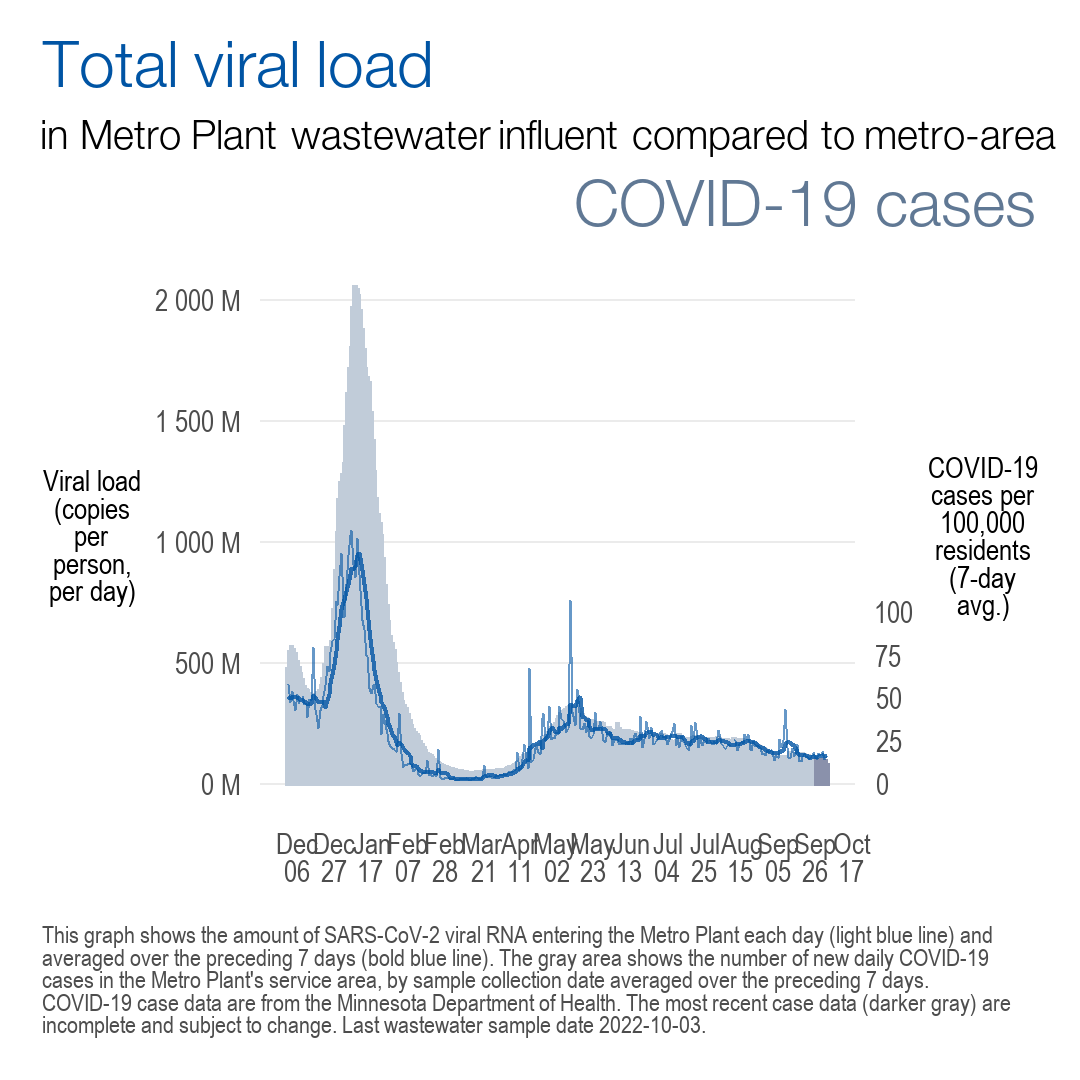 Total viral load
in Metro Plant wastewater influent compared to metro-area
COVID-19 cases
2 000 M
1 500 M
1 000 M
500 M
0 M
Viral load
(copies
per
person,
per day)
COVID-19
cases per
100,000
residents
(7-day
avg.)
100
75
50
25
0
Dec Dec Jan Feb Feb Mar Apr May May Jun Jul Jul Aug Sep Sep Oct
06 27 17 07 28 21 11 02 23 13 04 25 15 05 26 17
This graph shows the amount of SARS-CoV-2 viral RNA entering the Metro Plant each day (light blue line) and
averaged over the preceding 7 days (bold blue line). The gray area shows the number of new daily COVID-19
cases in the Metro Plant's service area, by sample collection date averaged over the preceding 7 days.
COVID-19 case data are from the Minnesota Department of Health. The most recent case data (darker gray) are
incomplete and subject to change. Last wastewater sample date 2022-10-03.